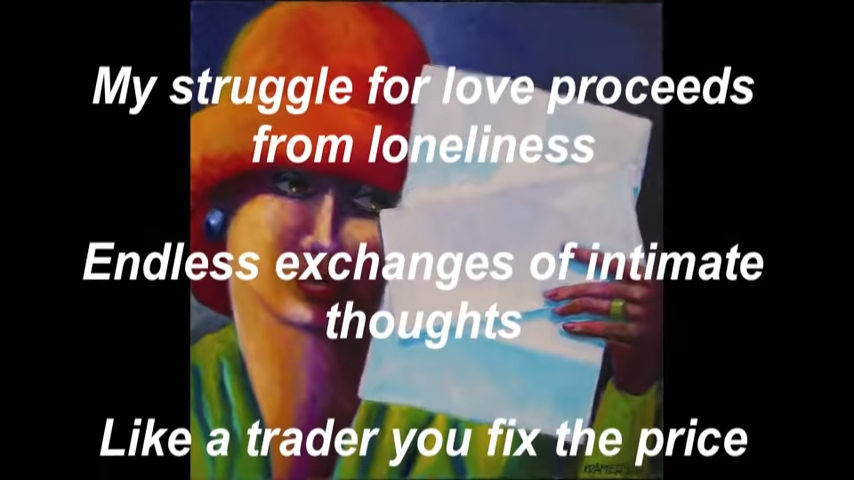 My struggle for love proceeds
from loneliness
Endless exchanges of intimate
thoughts
Like a trader you fix the price